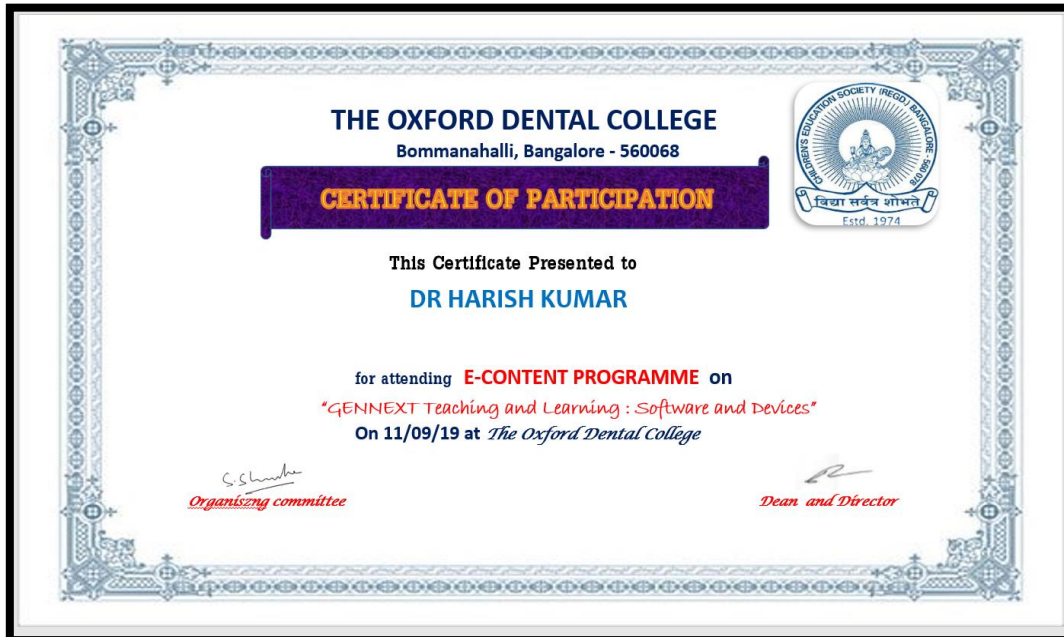 THE OXFORD DENTAL COLLEGE
Bommanahalli, Bangalore - 560068
CHILDREN'S EDUCATION SOCIETY (REGD.) BANGALORE - 560 078
विद्या सर्वत्र शोभते
Estd. 1974
CERTIFICATE OF PARTICIPATION
This Certificate Presented to
DR HARISH KUMAR
for attending E-CONTENT PROGRAMME on
"GENNEXT Teaching and Learning : Software and Devices"
On 11/09/19 at The Oxford Dental College
Organiszng committee
Dean and Director